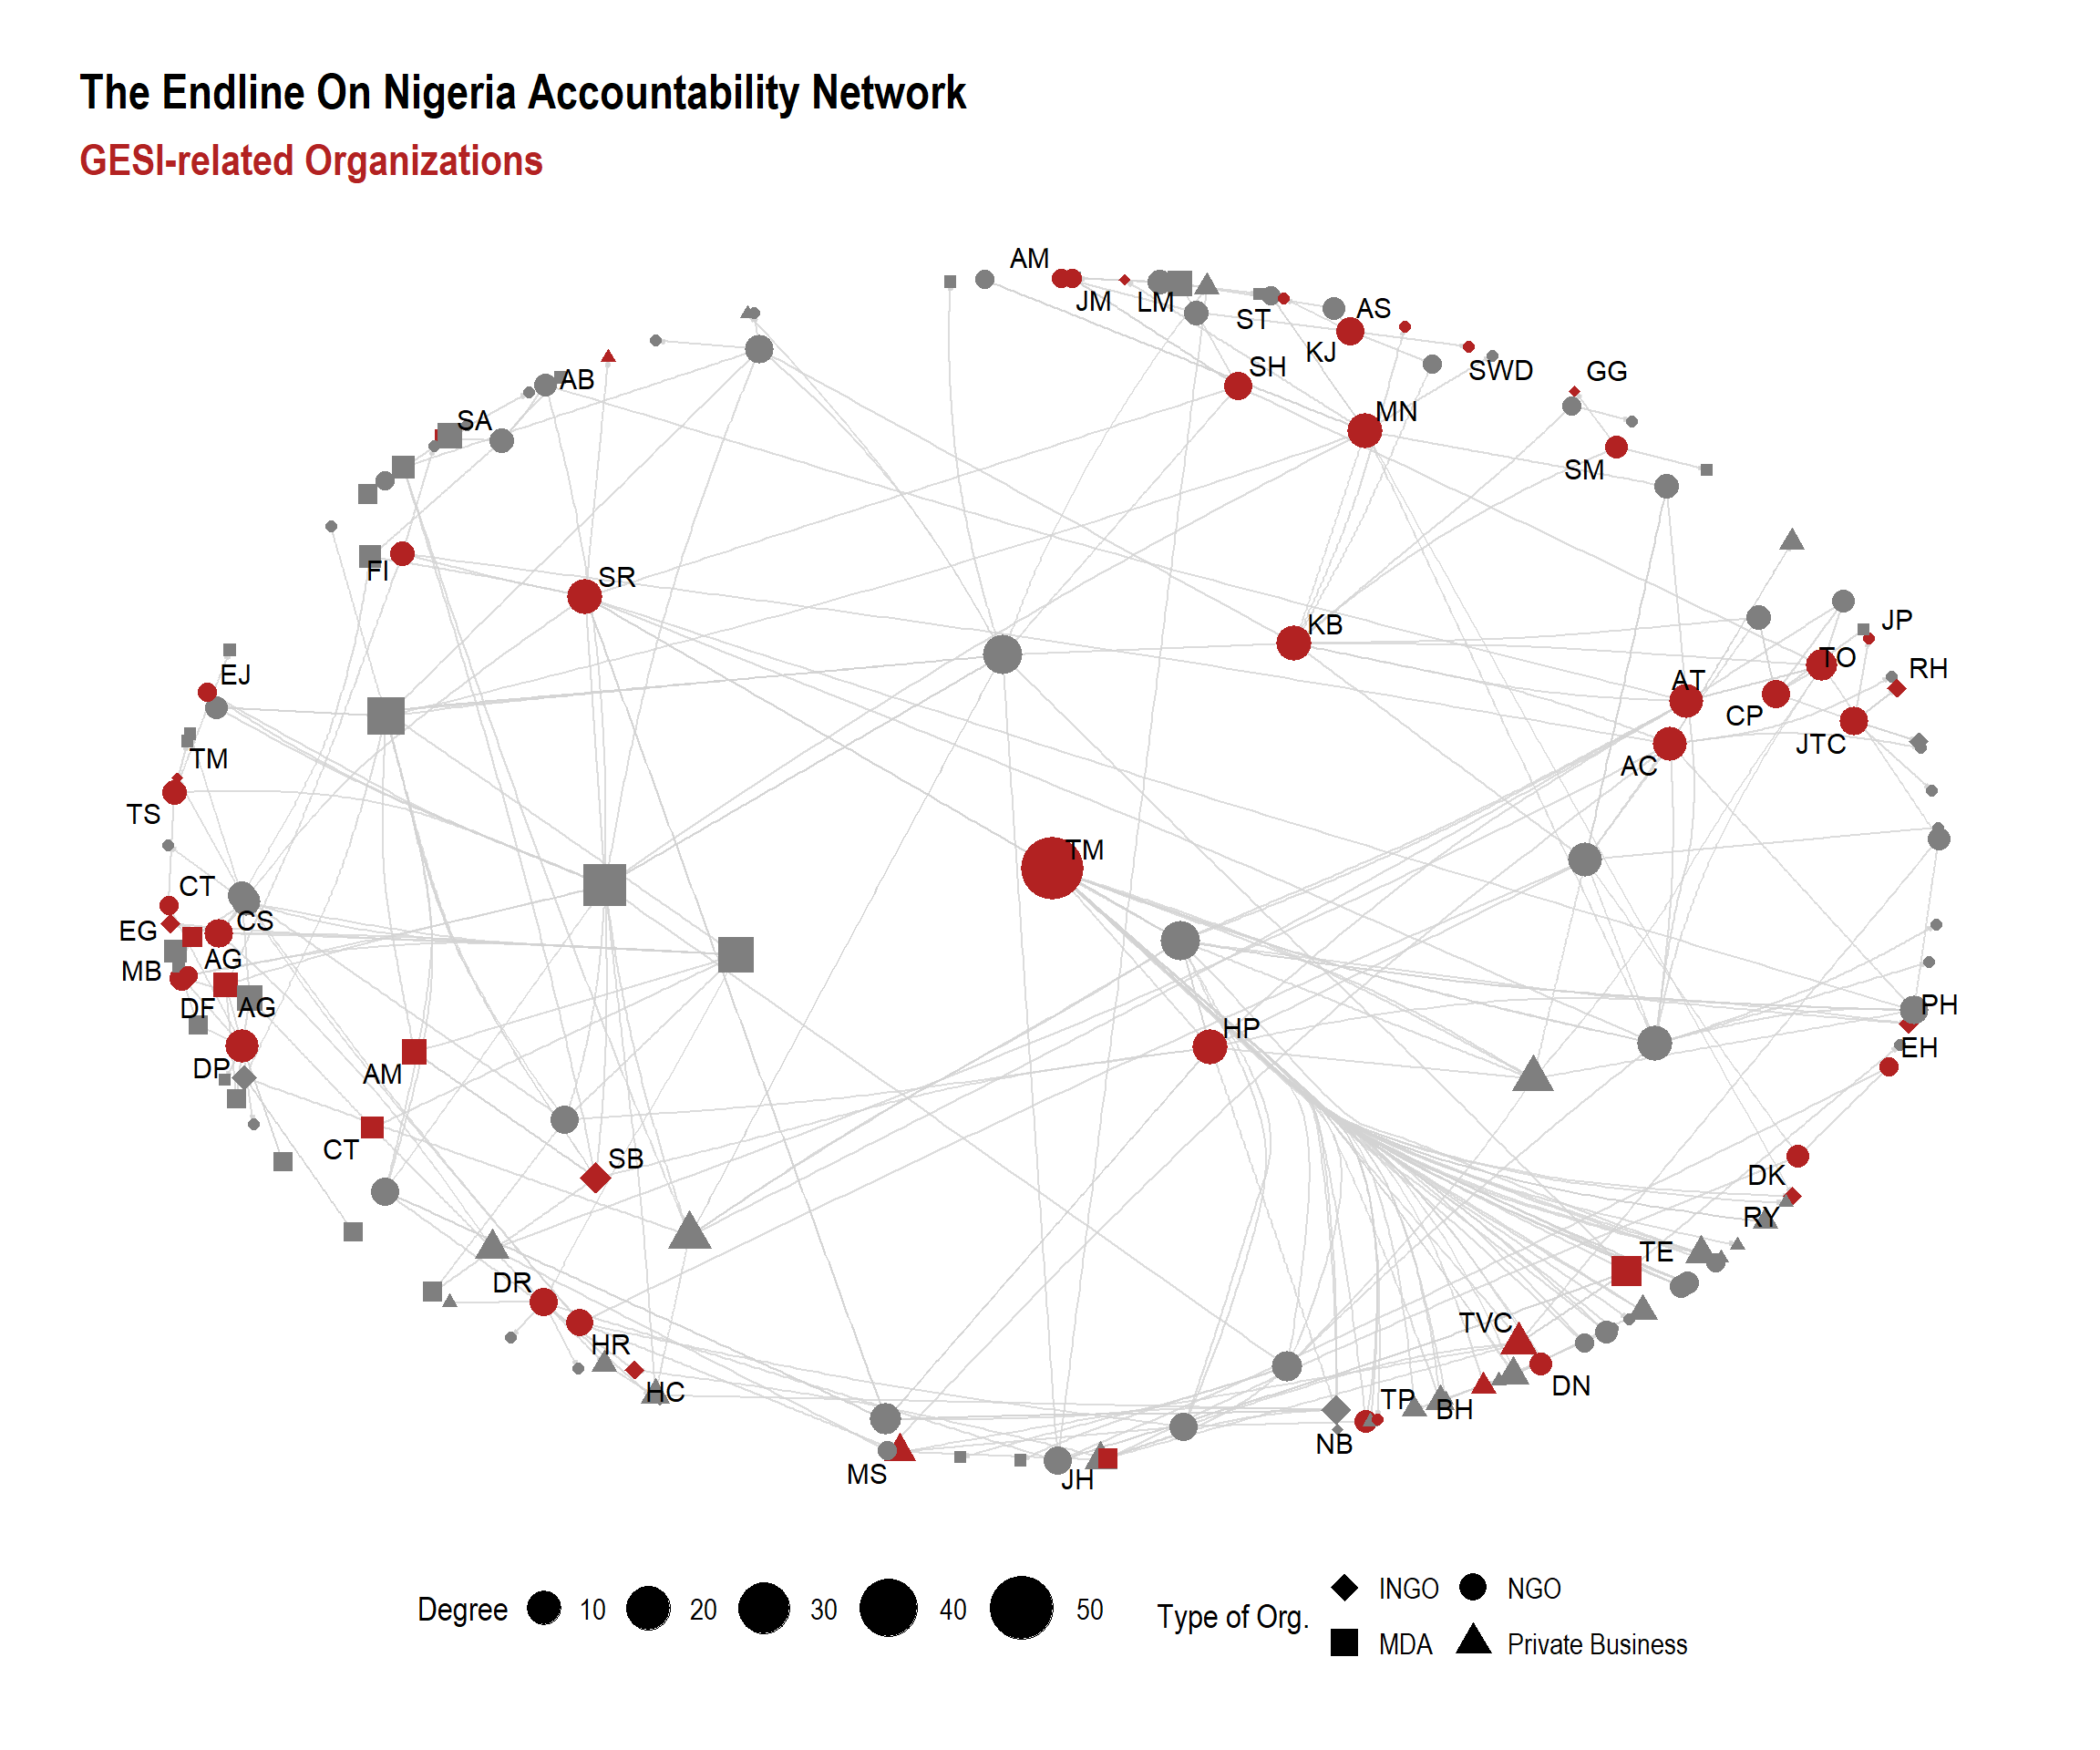 The Endline On Nigeria Accountability Network
GESI-related Organizations
AM
JM
LM
ST
AS
KJ
SH
SWD
GG
MN
SM
AB
SA
FI
SR
KB
JP
TO
RH
AT
CP
JTC
AC
EJ
TM
TS
TM
CT
CS
EG
AG
MB
DF
AG
DP
AM
CT
HP
PH
EH
SB
DK
RY
TE
DR
HR
HC
TVC
DN
TP
BH
NB
MS
JH
Degree 10 20 30 40 50
Type of Org.
INGO NGO
MDA Private Business